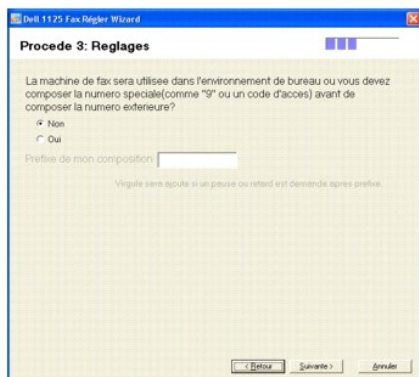 Dell 1125 Fax Régler Wizard
Procede 3: Reglages
La machine de fax sera utilisee dans l'environnement de bureau ou vous devez
composer la numero speciale(comme "9" ou un code d'acces) avant de
composer la numero exterieure?
Non
Oui
Prefixe de mon composition
Virgule sera ajoute si un pause ou retard est demande apres prefixe.
< Retour Suivante > Annuler